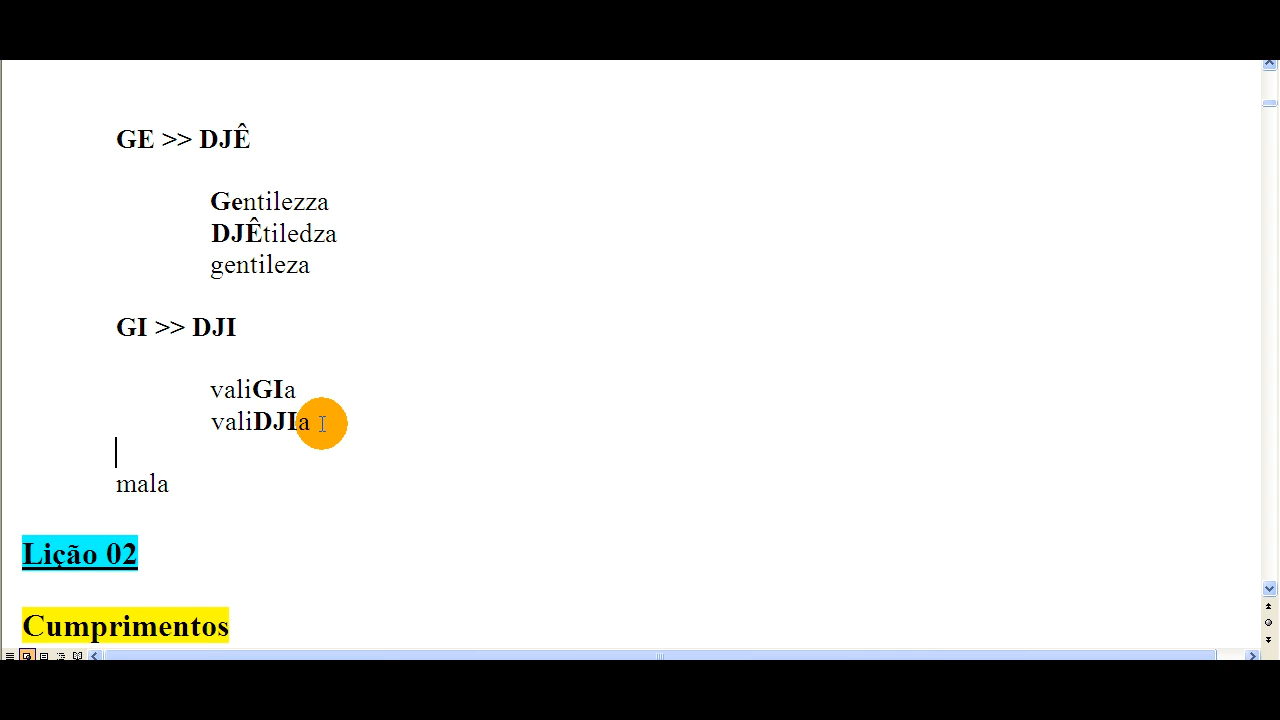 GE >> DJÊ
Gentilezza
DJÊtiledza
gentileza
GI >> DJI
valiGIa
valiDJIa
mala
Lição 02
Cumprimentos